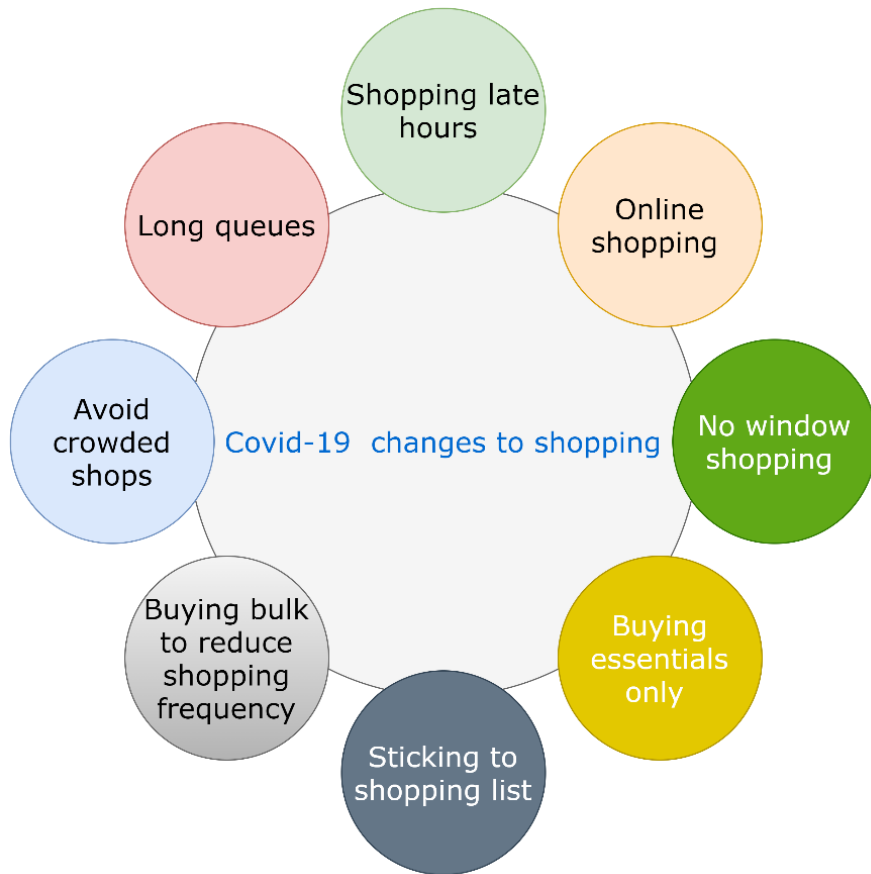 Shopping late
hours
Online
shopping
No window
shopping
Buying
essentials
only
Sticking to
shopping list
Buying bulk
to reduce
shopping
frequency
Avoid
crowded
shops
Long queues
Covid-19  changes to shopping